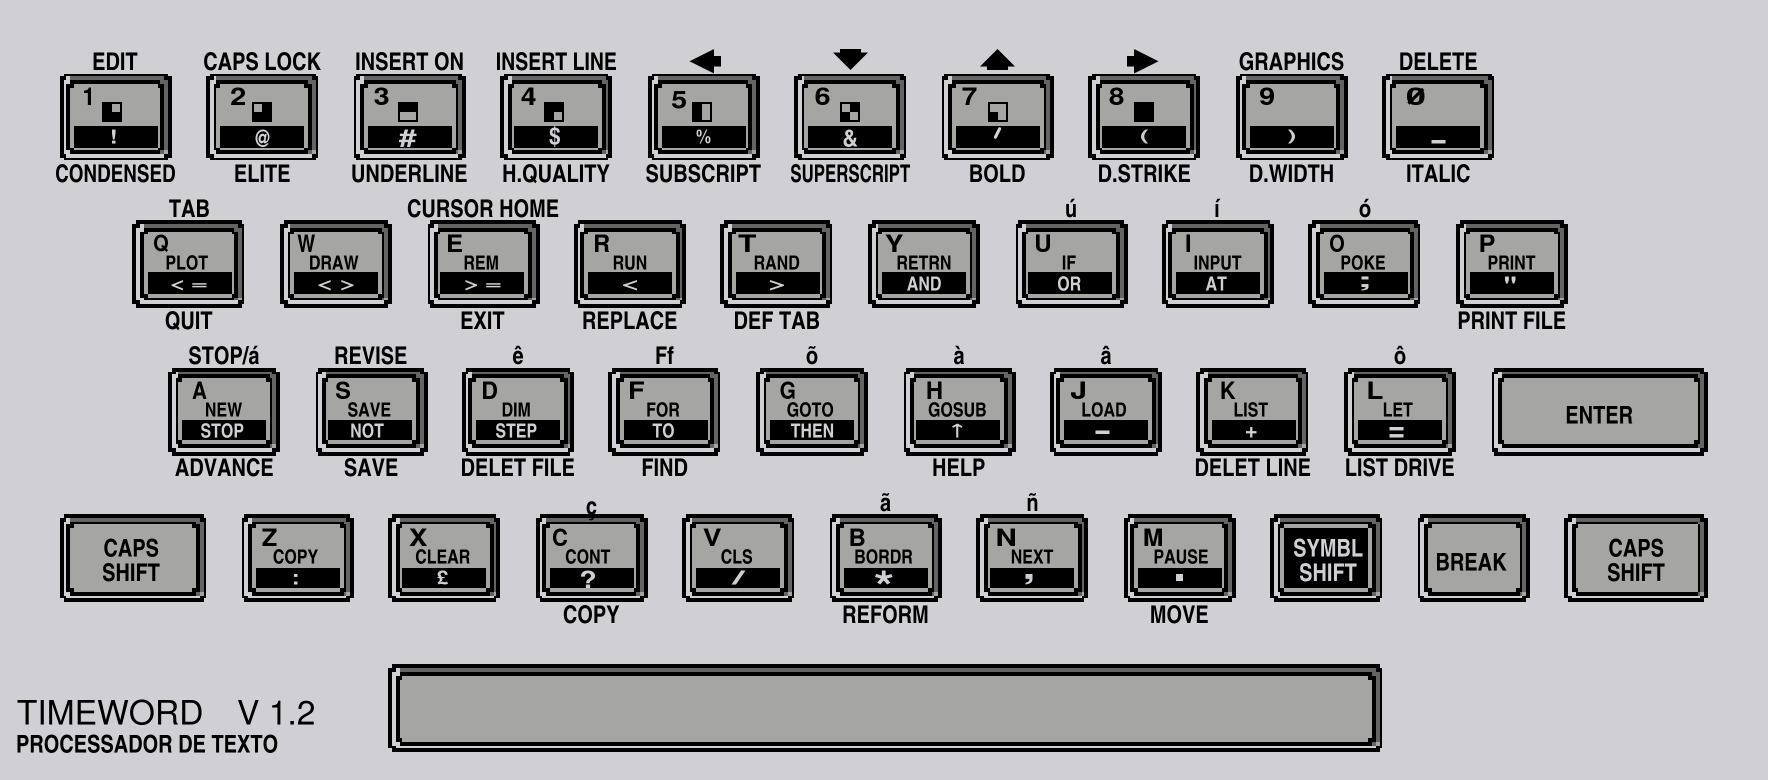 EDIT CAPS LOCK INSERT ON INSERT LINE GRAPHICS DELETE
1 2 3 4 5 6 7 8 9 Ø
! @ # $ % & ' ( ) _
CONDENSED ELITE UNDERLINE H.QUALITY SUBSCRIPT SUPERSCRIPT BOLD D.STRIKE D.WIDTH ITALIC
TAB CURSOR HOME ú í ó
Q W E R T Y U I O P
PLOT DRAW REM RUN RAND RETRN IF INPUT POKE PRINT
< = < > > = < > AND OR AT ; "
QUIT EXIT REPLACE DEF TAB PRINT FILE
STOP/á REVISE ê Ff õ à â ô
A S D F G H J K L
NEW SAVE DIM FOR GOTO GOSUB LOAD LIST LET ENTER
STOP NOT STEP TO THEN ↑ − + =
ADVANCE SAVE DELET FILE FIND HELP DELET LINE LIST DRIVE
ç ã ñ
Z X C V B N M
CAPS SHIFT COPY CLEAR CONT CLS BORDR NEXT PAUSE SYMBL SHIFT BREAK CAPS SHIFT
: £ ? / * , .
COPY REFORM MOVE
TIMEWORD V 1.2
PROCESSADOR DE TEXTO